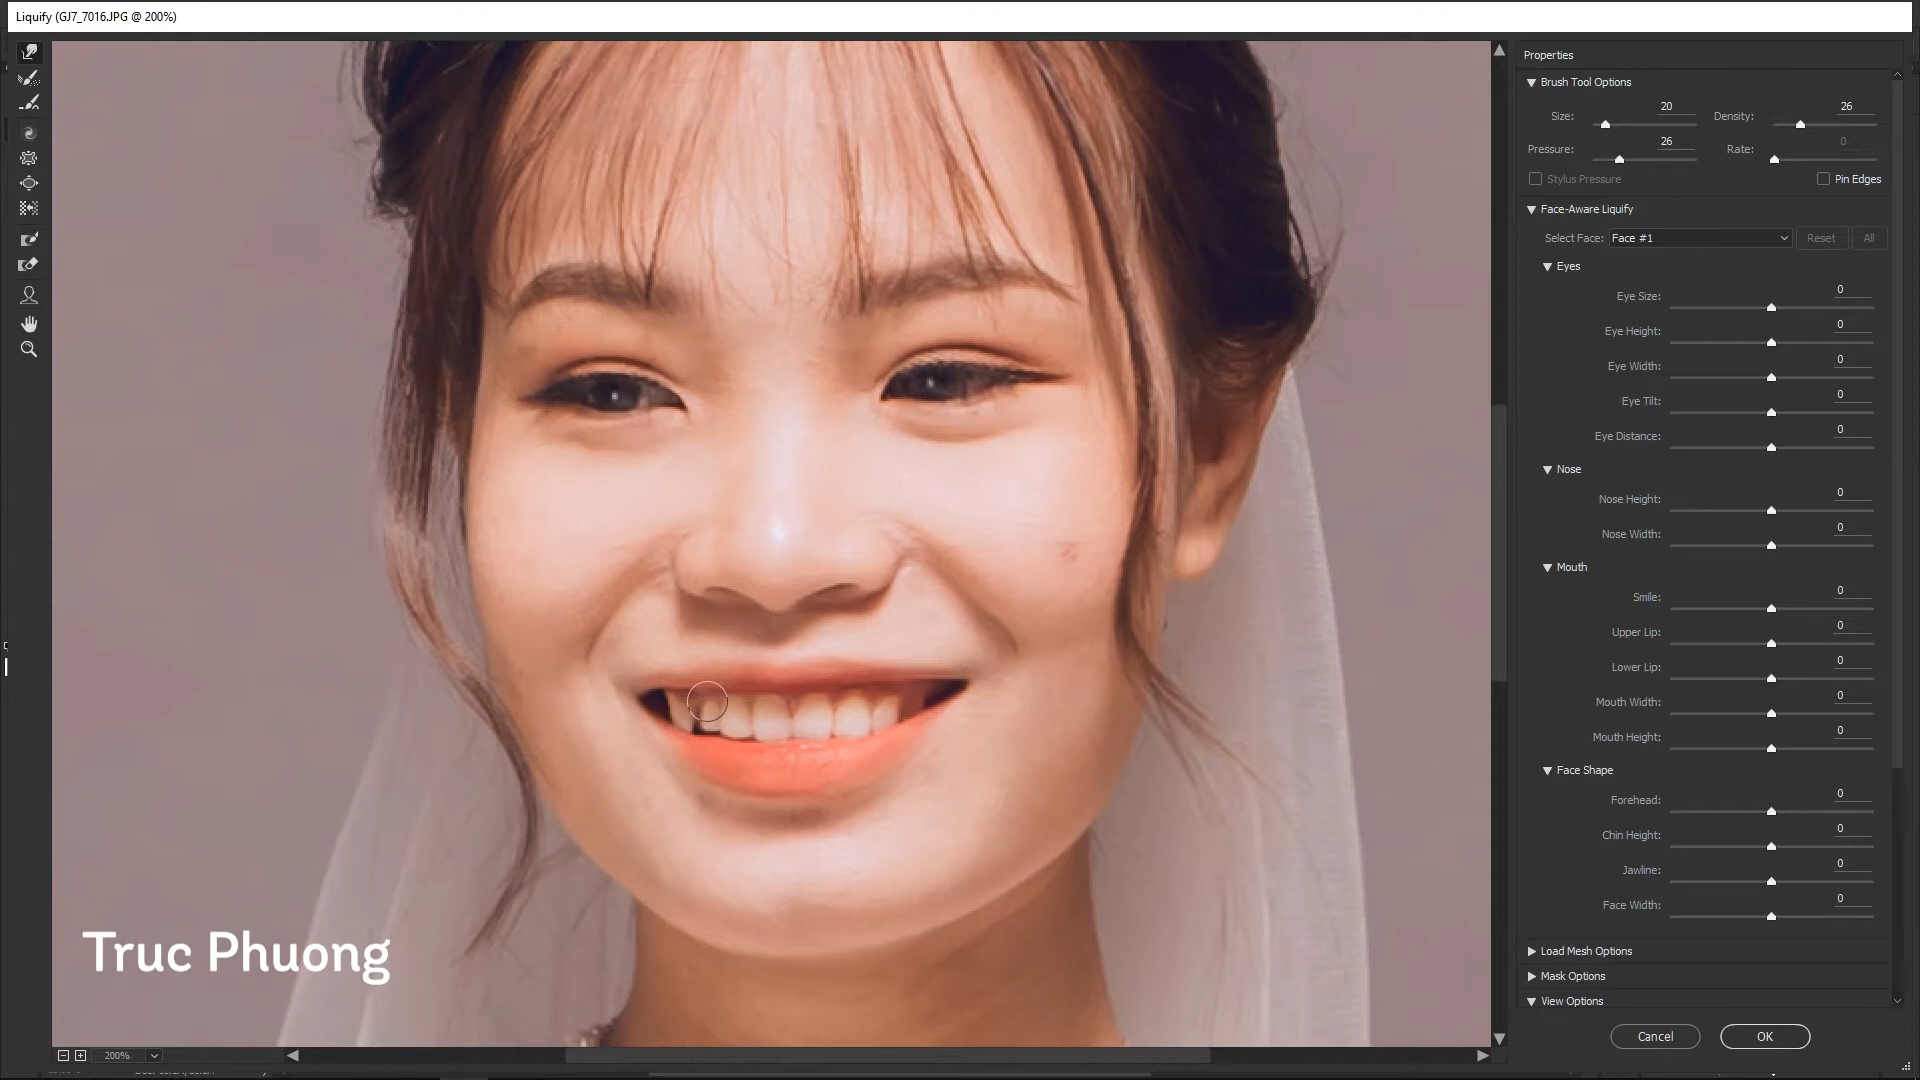 Liquify (GJ7_7016.JPG @ 200%)
Properties
Brush Tool Options
Size: 20 Density: 26
Pressure: 26 Rate: 0
Stylus Pressure Pin Edges
Face-Aware Liquify
Select Face: Face #1 Reset All
Eyes
Eye Size: 0
Eye Height: 0
Eye Width: 0
Eye Tilt: 0
Eye Distance: 0
Nose
Nose Height: 0
Nose Width: 0
Mouth
Smile: 0
Upper Lip: 0
Lower Lip: 0
Mouth Width: 0
Mouth Height: 0
Face Shape
Forehead: 0
Chin Height: 0
Jawline: 0
Face Width: 0
Load Mesh Options
Mask Options
View Options
Cancel OK
Truc Phuong
200%